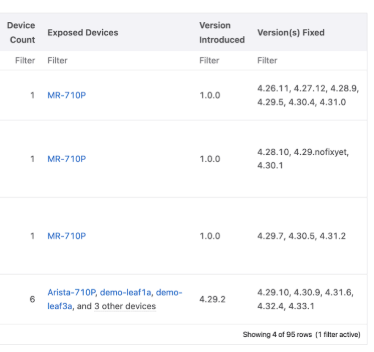 Device Count Exposed Devices Version Introduced Version(s) Fixed
Filter Filter Filter Filter
1 MR-710P 1.0.0 4.26.11, 4.27.12, 4.28.9,
4.29.5, 4.30.4, 4.31.0
1 MR-710P 1.0.0 4.28.10, 4.29.nofixyet,
4.30.1
1 MR-710P 1.0.0 4.29.7, 4.30.5, 4.31.2
6 Arista-710P, demo-leaf1a, demo-
leaf3a, and 3 other devices 4.29.2 4.29.10, 4.30.9, 4.31.6,
4.32.4, 4.33.1
Showing 4 of 95 rows (1 filter active)